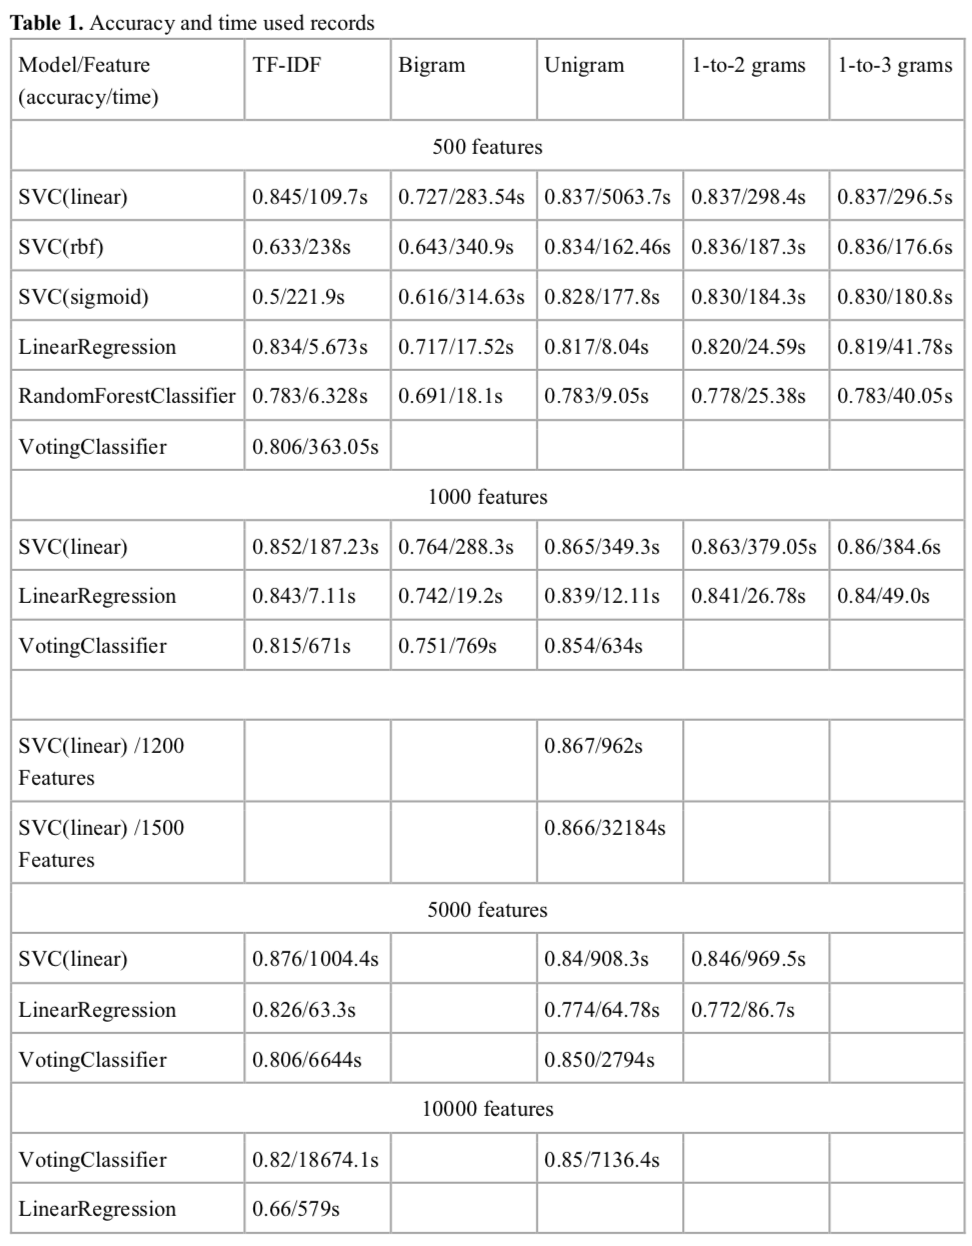 Table 1. Accuracy and time used records
Model/Feature TF-IDF Bigram Unigram 1-to-2 grams 1-to-3 grams
(accuracy/time)
500 features
SVC(linear) 0.845/109.7s 0.727/283.54s 0.837/5063.7s 0.837/298.4s 0.837/296.5s
SVC(rbf) 0.633/238s 0.643/340.9s 0.834/162.46s 0.836/187.3s 0.836/176.6s
SVC(sigmoid) 0.5/221.9s 0.616/314.63s 0.828/177.8s 0.830/184.3s 0.830/180.8s
LinearRegression 0.834/5.673s 0.717/17.52s 0.817/8.04s 0.820/24.59s 0.819/41.78s
RandomForestClassifier 0.783/6.328s 0.691/18.1s 0.783/9.05s 0.778/25.38s 0.783/40.05s
VotingClassifier 0.806/363.05s
1000 features
SVC(linear) 0.852/187.23s 0.764/288.3s 0.865/349.3s 0.863/379.05s 0.86/384.6s
LinearRegression 0.843/7.11s 0.742/19.2s 0.839/12.11s 0.841/26.78s 0.84/49.0s
VotingClassifier 0.815/671s 0.751/769s 0.854/634s
SVC(linear) /1200 0.867/962s
Features
SVC(linear) /1500 0.866/32184s
Features
5000 features
SVC(linear) 0.876/1004.4s 0.84/908.3s 0.846/969.5s
LinearRegression 0.826/63.3s 0.774/64.78s 0.772/86.7s
VotingClassifier 0.806/6644s 0.850/2794s
10000 features
VotingClassifier 0.82/18674.1s 0.85/7136.4s
LinearRegression 0.66/579s